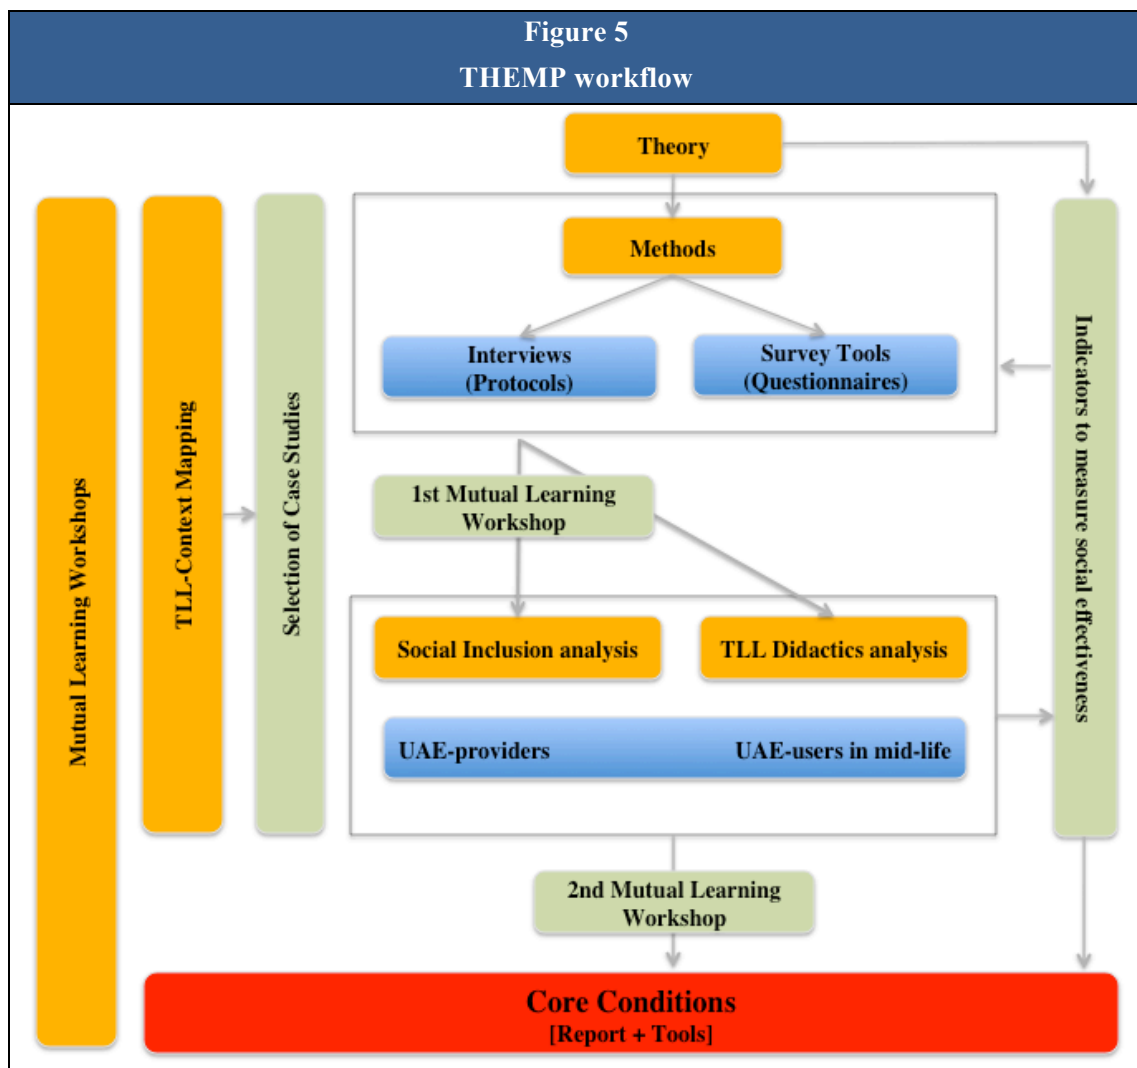 Figure 5
THEMP workflow
Theory
Methods
Interviews
(Protocols)
Survey Tools
(Questionnaires)
Mutual Learning Workshops
TLL-Context Mapping
Selection of Case Studies
Indicators to measure social effectiveness
1st Mutual Learning
Workshop
Social Inclusion analysis
TLL Didactics analysis
UAE-providers
UAE-users in mid-life
2nd Mutual Learning
Workshop
Core Conditions
[Report + Tools]